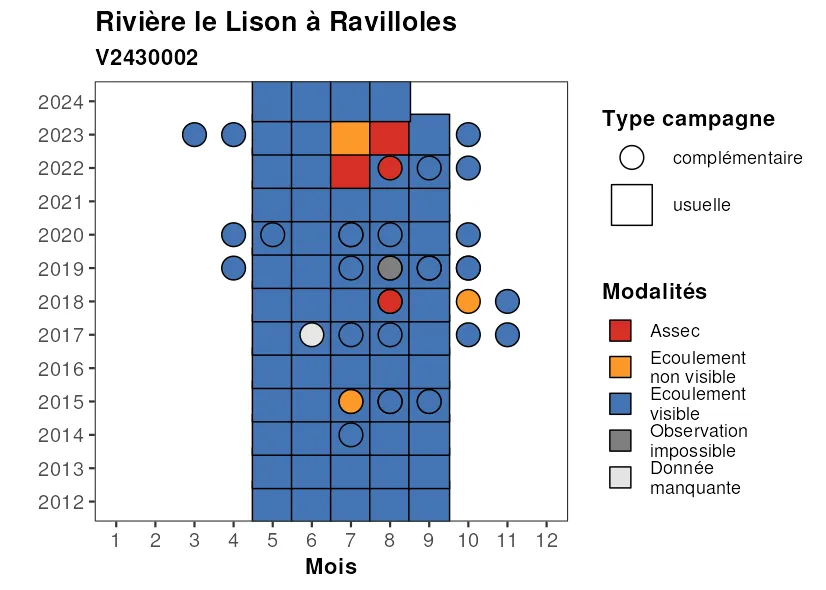 Rivière le Lison à Ravilloles
V2430002
2024
2023
2022
2021
2020
2019
2018
2017
2016
2015
2014
2013
2012
1 2 3 4 5 6 7 8 9 10 11 12
Mois
Type campagne
complémentaire
usuelle
Modalités
Assec
Ecoulement
non visible
Ecoulement
visible
Observation
impossible
Donnée
manquante